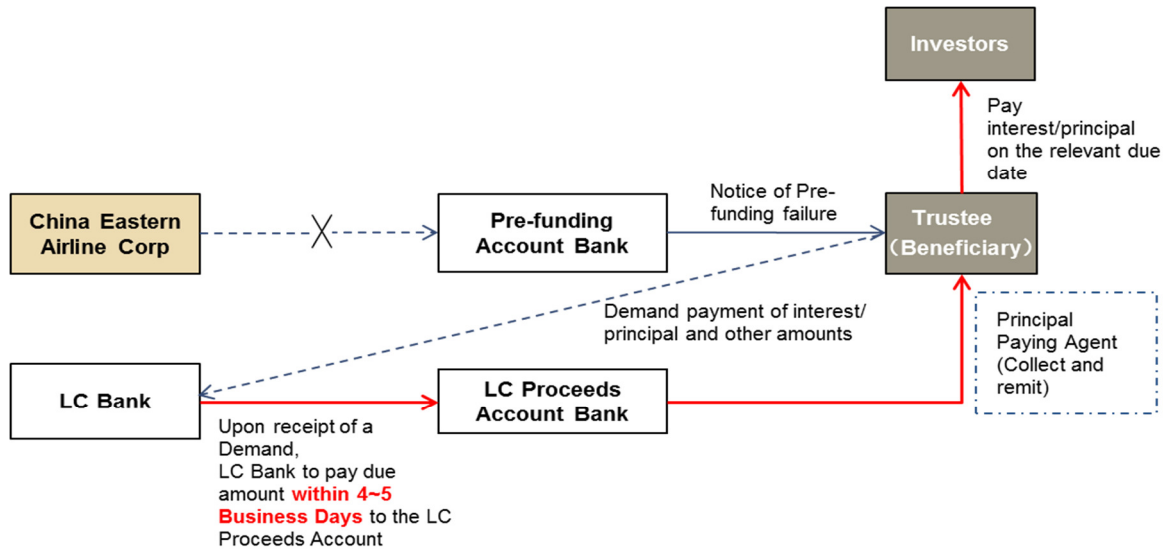 Investors
Pay
interest/principal
on the relevant due
date
China Eastern
Airline Corp
Pre-funding
Account Bank
Notice of Pre-
funding failure
Trustee
（Beneficiary）
Demand payment of interest/
principal and other amounts
Principal
Paying Agent
(Collect and
remit)
LC Bank
LC Proceeds
Account Bank
Upon receipt of a
Demand,
LC Bank to pay due
amount within 4~5
Business Days to the LC
Proceeds Account